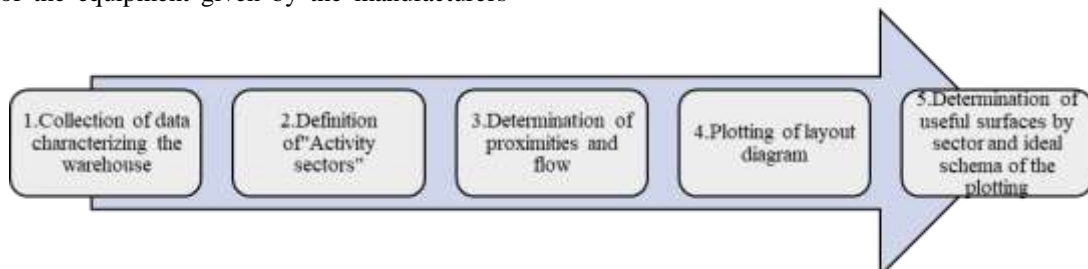 or the equipment given by the manufacturers
1.Collection of data
characterizing the
warehouse
2.Definition
of"Activity
sectors"
3.Determination of
proximities and
flow
4.Plotting of layout
diagram
5.Determination of
useful surfaces by
sector and ideal
schema of the
plotting